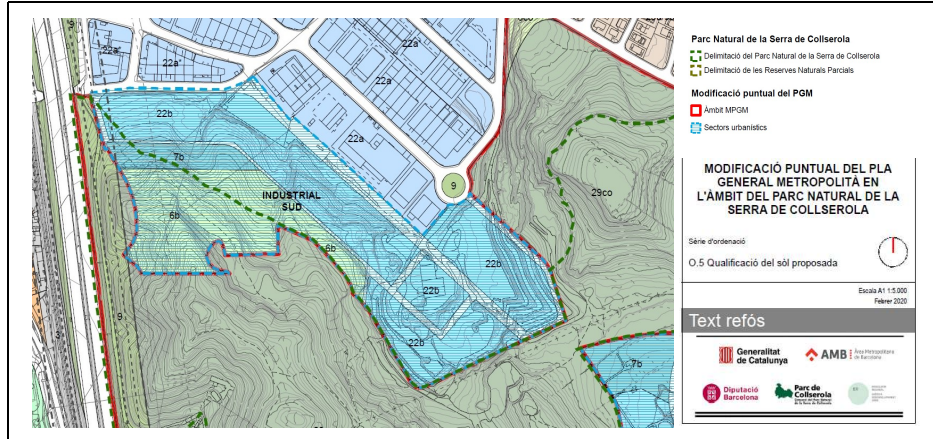 9
22a*
22a*
22a
22a
22b
7b
22a
9
29co
INDUSTRIAL
SUD
6b
6b
22b
22b
9
3
22b
7b
Parc Natural de la Serra de Collserola
Delimitació del Parc Natural de la Serra de Collserola
Delimitació de les Reserves Naturals Parcials
Modificació puntual del PGM
Àmbit MPGM
Sectors urbanístics
MODIFICACIÓ PUNTUAL DEL PLA
GENERAL METROPOLITÀ EN
L'ÀMBIT DEL PARC NATURAL DE LA
SERRA DE COLLSEROLA
Sèrie d'ordenació
O.5 Qualificació del sòl proposada
Escala A1 1:5.000
Febrer 2020
Text refós
Generalitat
de Catalunya
AMB
Àrea Metropolitana
de Barcelona
Diputació
Barcelona
Parc de
Collserola